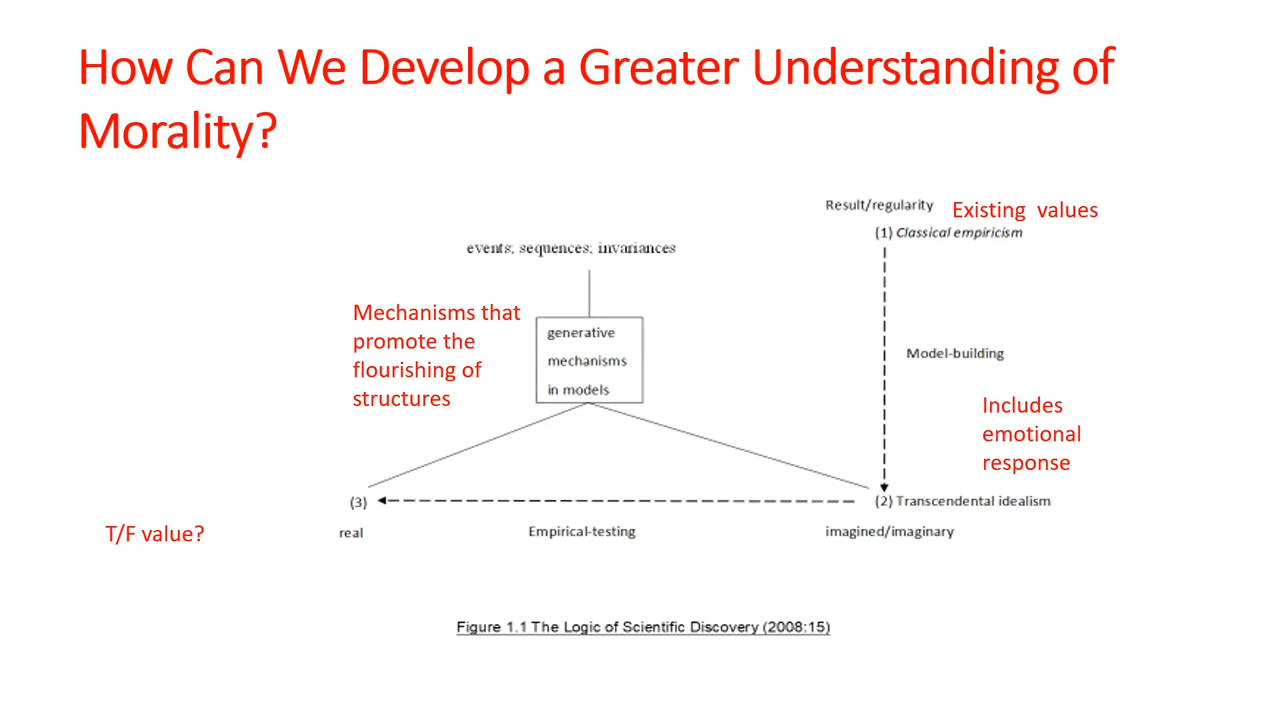 How Can We Develop a Greater Understanding of
Morality?
Result/regularity
Existing values
(1) Classical empiricism
events; sequences; invariances
Mechanisms that
promote the
flourishing of
structures
generative
mechanisms
in models
Model-building
Includes
emotional
response
(3)
(2) Transcendental idealism
T/F value?
real
Empirical-testing
imagined/imaginary
Figure 1.1 The Logic of Scientific Discovery (2008:15)